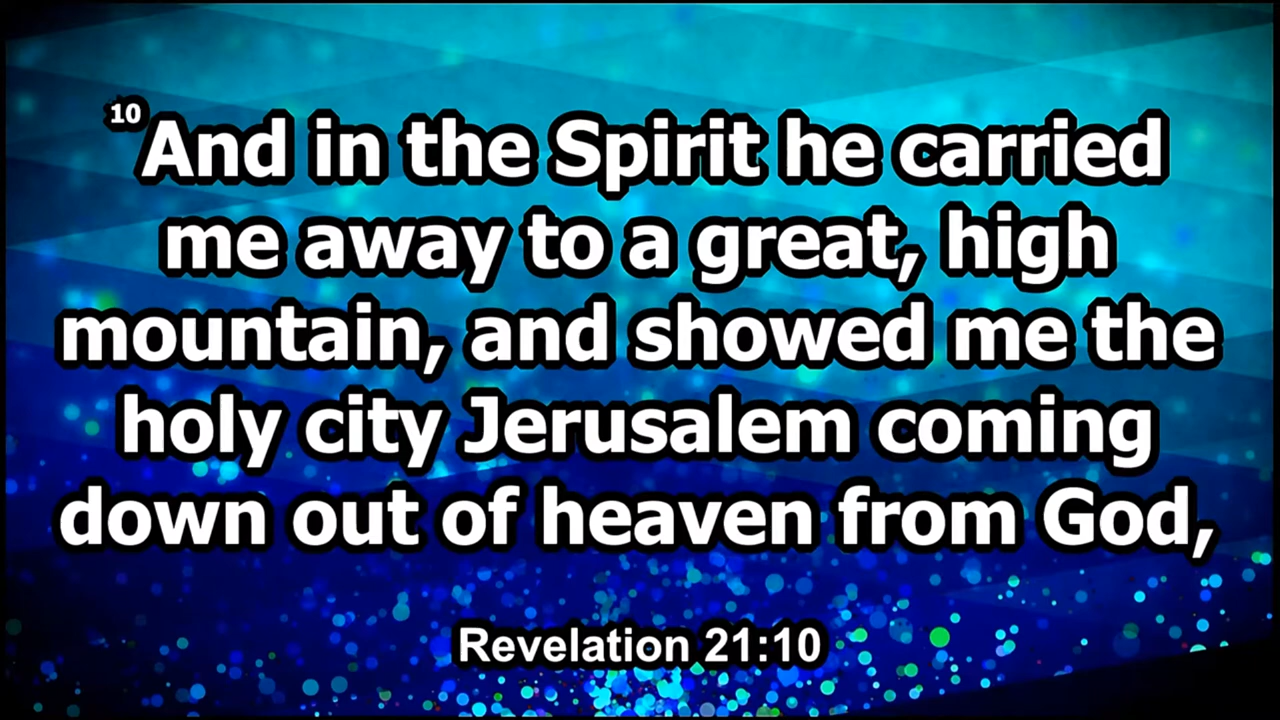 10 And in the Spirit he carried
me away to a great, high
mountain, and showed me the
holy city Jerusalem coming
down out of heaven from God,
Revelation 21:10